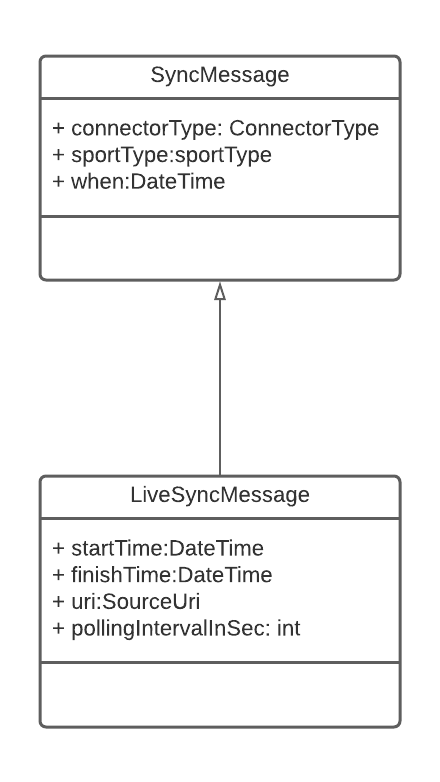 SyncMessage
+ connectorType: ConnectorType
+ sportType:sportType
+ when:DateTime
LiveSyncMessage
+ startTime:DateTime
+ finishTime:DateTime
+ uri:SourceUri
+ pollingIntervalInSec: int